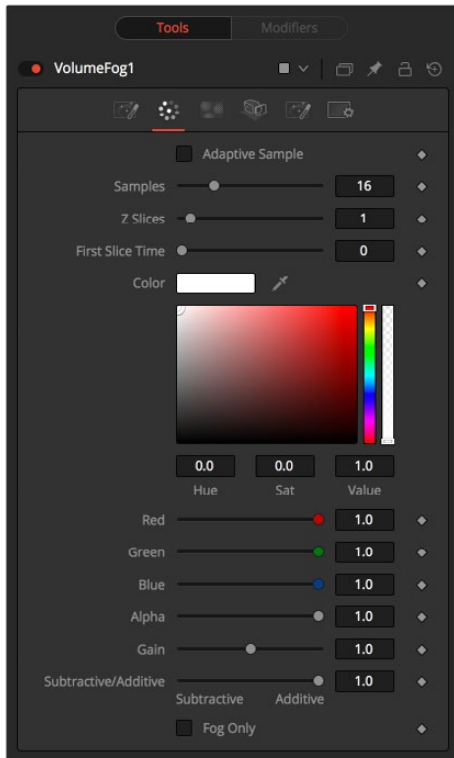 Tools Modifiers
VolumeFog1
Adaptive Sample
Samples 16
Z Slices 1
First Slice Time 0
Color
0.0 0.0 1.0
Hue Sat Value
Red 1.0
Green 1.0
Blue 1.0
Alpha 1.0
Gain 1.0
Subtractive/Additive 1.0
Subtractive Additive
Fog Only